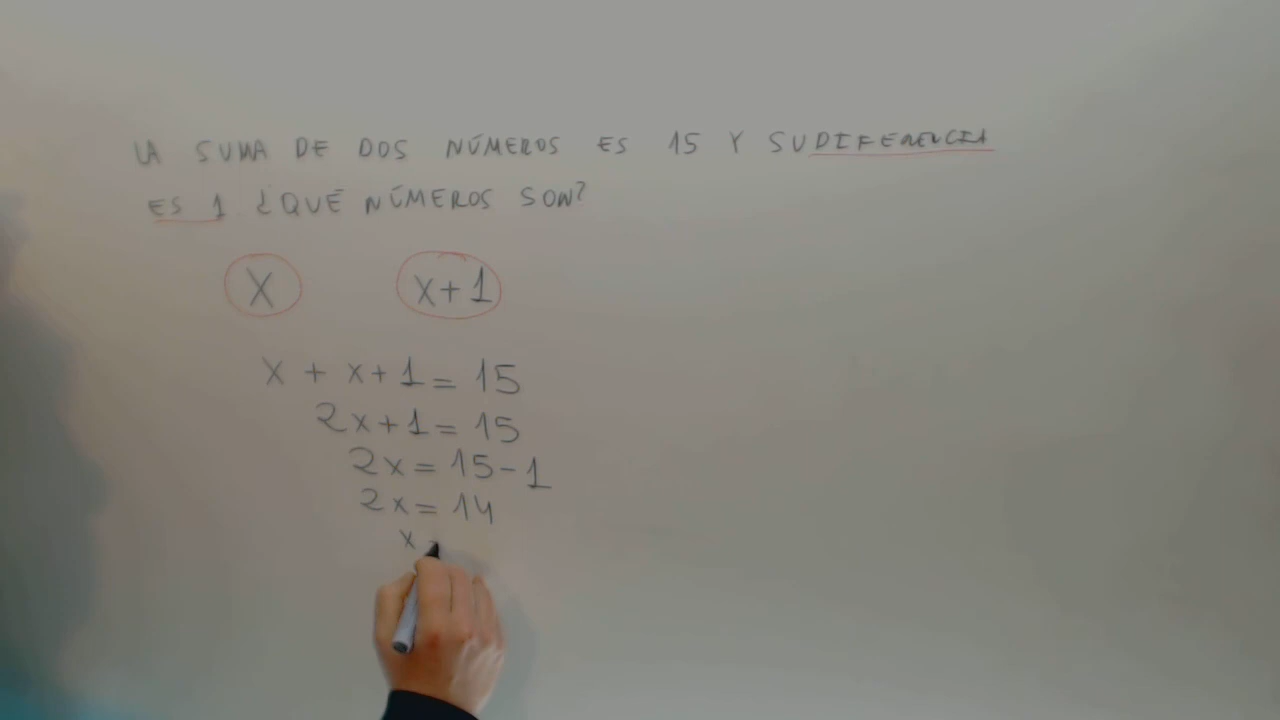 LA SUMA DE DOS NÚMEROS ES 15 Y SU DIFERENCIA
ES 1 ¿QUÉ NÚMEROS SON?
X X+1
X + X+1 = 15
2X+1 = 15
2X = 15-1
2X = 14
X =